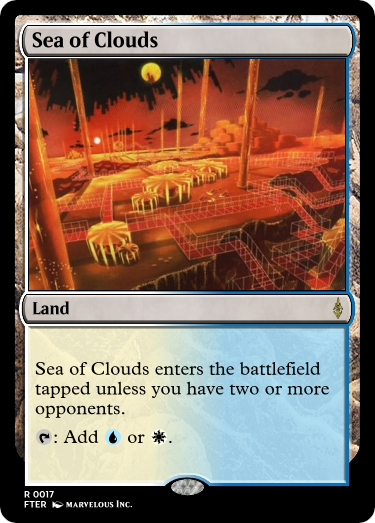 Sea of Clouds
Land
Sea of Clouds enters the battlefield
tapped unless you have two or more
opponents.
: Add or .
R 0017
FTER MARVELOUS INC.